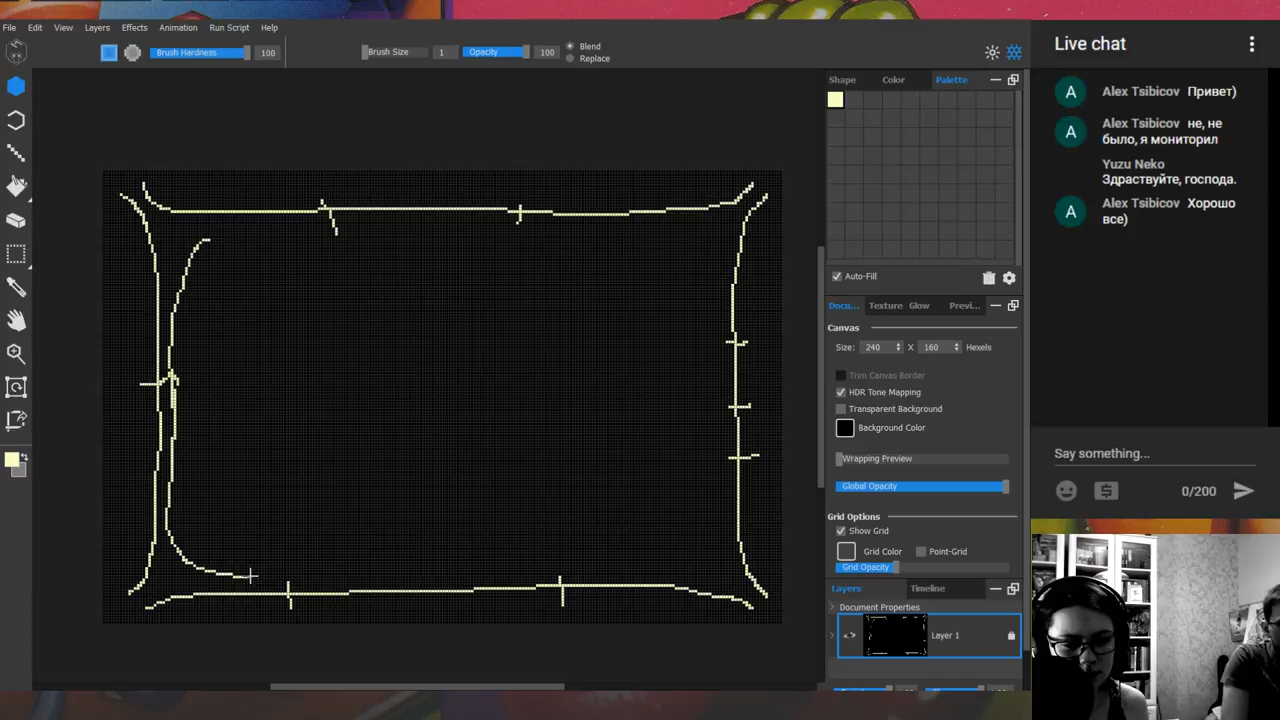 File Edit View Layers Effects Animation Run Script Help
Brush Hardness 100
Brush Size 1
Opacity 100
Blend
Replace
Shape Color Palette
Auto-Fill
Docu... Texture Glow Previ...
Canvas
Size: 240 X 160 Hexels
Trim Canvas Border
HDR Tone Mapping
Transparent Background
Background Color
Wrapping Preview
Global Opacity
Grid Options
Show Grid
Grid Color Point-Grid
Grid Opacity
Layers Timeline
Document Properties
Layer 1
Live chat
A Alex Tsibicov Привет)
A Alex Tsibicov не, не
было, я мониторил
Yuzu Neko
Здраствуйте, господа.
A Alex Tsibicov Хорошо
все)
Say something...
0/200